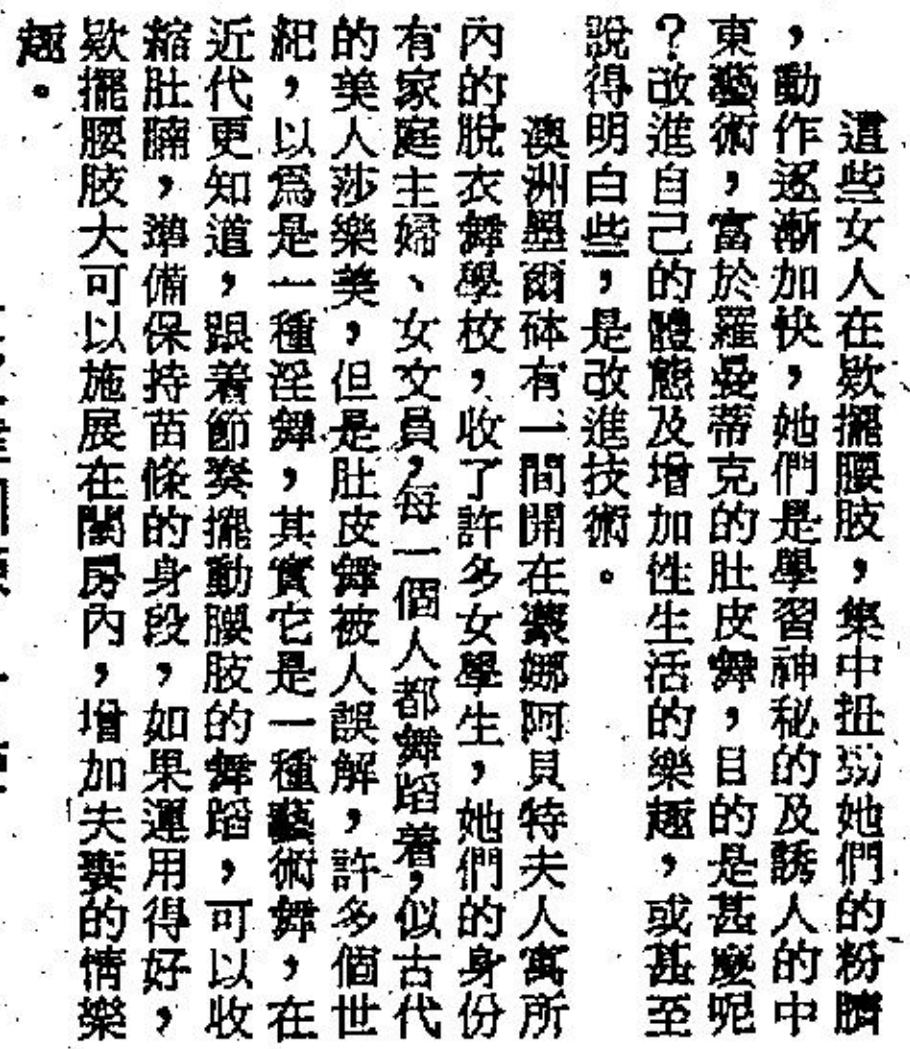 這些女人在欵擺腰肢，集中扭動她們的粉臍
，動作逐漸加快，她們是學習神秘的及誘人的中
東藝術，富於羅曼蒂克的肚皮舞，目的是甚麼呢
？改進自己的體態及增加性生活的樂趣，或甚至
說得明白些，是改進技術。
澳洲墨爾砵有一間開在濛娜阿貝特夫人寓所
內的脫衣舞學校，收了許多女學生，她們的身份
有家庭主婦、女文員，每一個人都舞蹈着，似古代
的美人莎樂美，但是肚皮舞被人誤解，許多個世
紀，以爲是一種淫舞，其實它是一種藝術舞，在
近代更知道，跟着節奏擺動腰肢的舞蹈，可以收
縮肚腩，準備保持苗條的身段，如果運用得好，
欵擺腰肢大可以施展在閨房內，增加夫妻的情樂
趣。